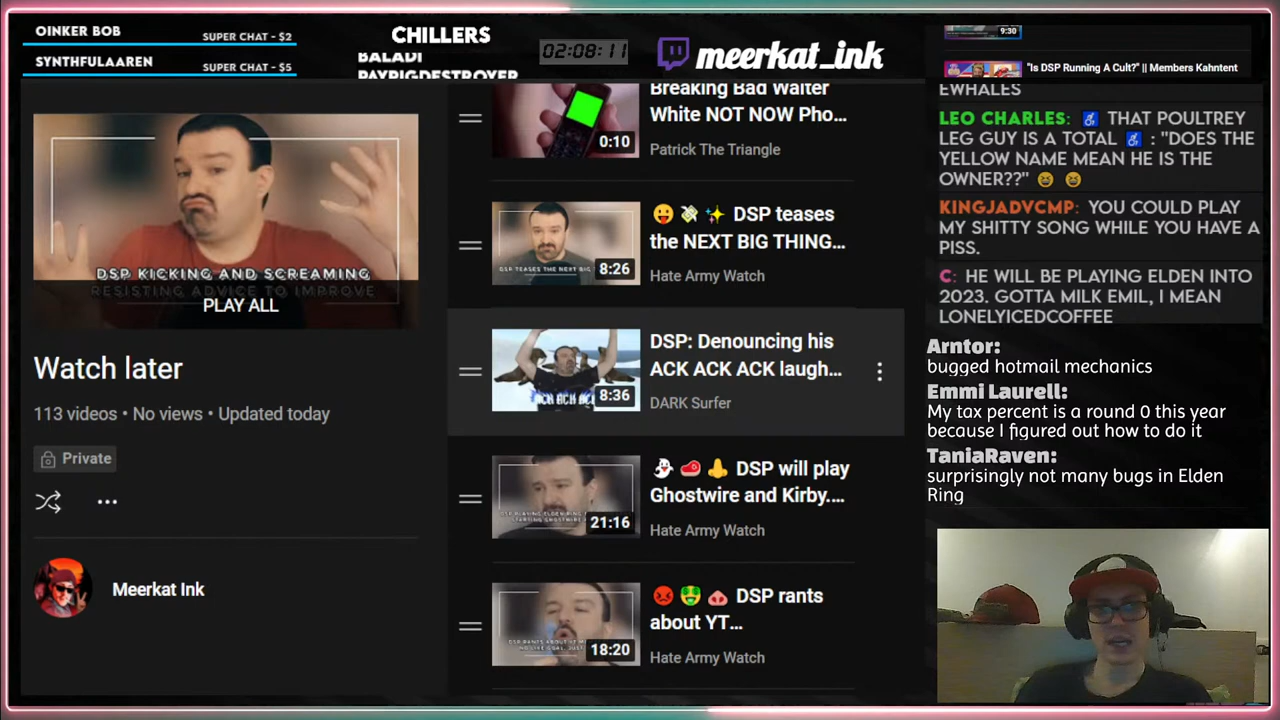 OINKER BOB
SUPER CHAT - $2
SYNTHFULAAREN
SUPER CHAT - $5
CHILLERS
BALADI
PAYPIGDESTROYER
02:08:11
meerkat_ink
9:30
"Is DSP Running A Cult?" || Members Kahntent
DSP KICKING AND SCREAMING
RESISTING ADVICE TO IMPROVE
PLAY ALL
Watch later
113 videos • No views • Updated today
Private
Meerkat Ink
Breaking Bad Walter
White NOT NOW Pho...
0:10
Patrick The Triangle
😛 💸 ✨ DSP teases
the NEXT BIG THING...
DSP TEASES THE NEXT BIG
8:26
Hate Army Watch
DSP: Denouncing his
ACK ACK ACK laugh...
8:36
DARK Surfer
👻 🥩 👃 DSP will play
Ghostwire and Kirby....
21:16
Hate Army Watch
😡 🤑 🐽 DSP rants
about YT...
18:20
Hate Army Watch
EWHALES
LEO CHARLES: ♿ THAT POULTREY
LEG GUY IS A TOTAL ♿ : "DOES THE
YELLOW NAME MEAN HE IS THE
OWNER??" 😆 😆
KINGJADVCMP: YOU COULD PLAY
MY SHITTY SONG WHILE YOU HAVE A
PISS.
C: HE WILL BE PLAYING ELDEN INTO
2023. GOTTA MILK EMIL, I MEAN
LONELYICEDCOFFEE
Arntor:
bugged hotmail mechanics
Emmi Laurell:
My tax percent is a round 0 this year
because I figured out how to do it
TaniaRaven:
surprisingly not many bugs in Elden
Ring